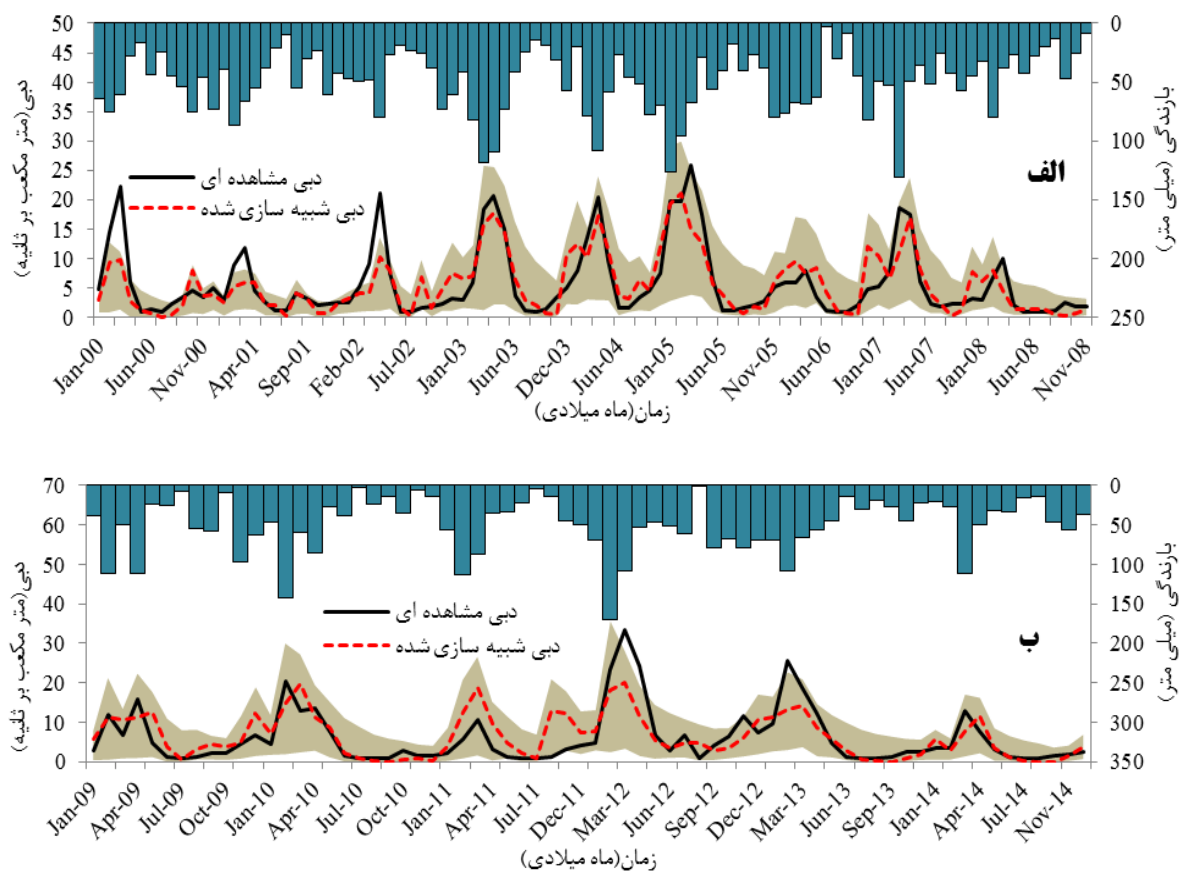 دبی(متر مکعب بر ثانیه)
50
45
40
35
30
25
20
15
10
5
0
0
50
100
150
200
250
بارندگی (میلی متر)
الف
دبی مشاهده ای
دبی شبیه سازی شده
Jan-00
Jun-00
Nov-00
Apr-01
Sep-01
Feb-02
Jul-02
Jan-03
Jun-03
Dec-03
Jun-04
Jan-05
Jun-05
Nov-05
Jun-06
Jan-07
Jun-07
Jan-08
Jun-08
Nov-08
زمان(ماه میلادی)
دبی(متر مکعب بر ثانیه)
70
60
50
40
30
20
10
0
0
50
100
150
200
250
300
350
بارندگی (میلی متر)
ب
دبی مشاهده ای
دبی شبیه سازی شده
Jan-09
Apr-09
Jul-09
Oct-09
Jan-10
Apr-10
Jul-10
Oct-10
Jan-11
Apr-11
Jul-11
Dec-11
Mar-12
Jun-12
Sep-12
Dec-12
Mar-13
Jun-13
Sep-13
Jan-14
Apr-14
Jul-14
Nov-14
زمان(ماه میلادی)